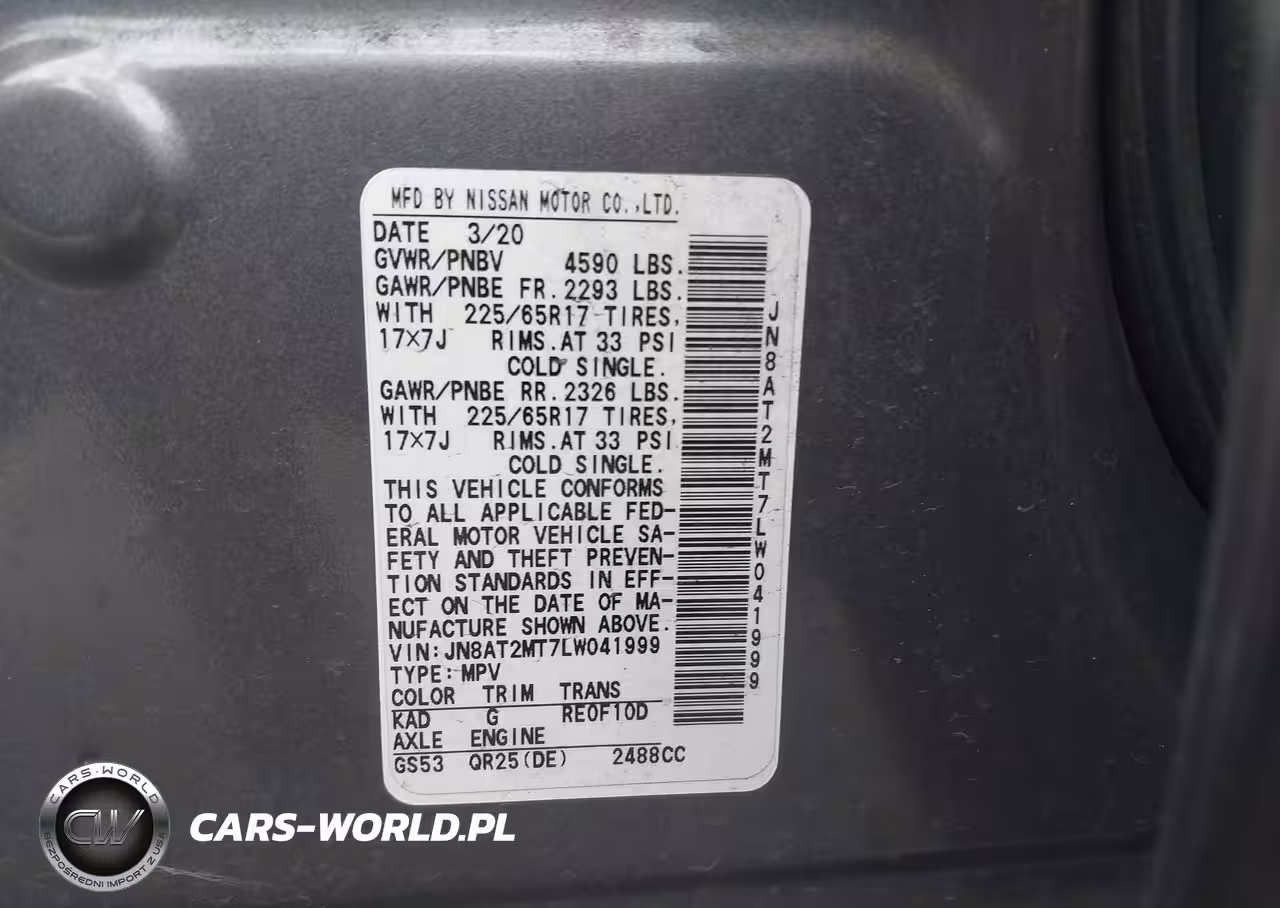 MFD BY NISSAN MOTOR CO.,LTD.
DATE 3/20
GVWR/PNBV 4590 LBS.
GAWR/PNBE FR. 2293 LBS.
WITH 225/65R17 TIRES,
17×7J RIMS. AT 33 PSI
COLD SINGLE.
GAWR/PNBE RR. 2326 LBS.
WITH 225/65R17 TIRES,
17×7J RIMS. AT 33 PSI
COLD SINGLE.
THIS VEHICLE CONFORMS
TO ALL APPLICABLE FED-
ERAL MOTOR VEHICLE SA-
FETY AND THEFT PREVEN-
TION STANDARDS IN EFF-
ECT ON THE DATE OF MA-
NUFACTURE SHOWN ABOVE.
VIN: JN8AT2MT7LW041999
TYPE: MPV
COLOR TRIM TRANS
KAD G RE0F10D
AXLE ENGINE
GS53 QR25(DE) 2488CC
JN8AT2MT7LW041999
CARS-WORLD
CW
BEZPOŚREDNI IMPORT Z USA
CARS-WORLD.PL